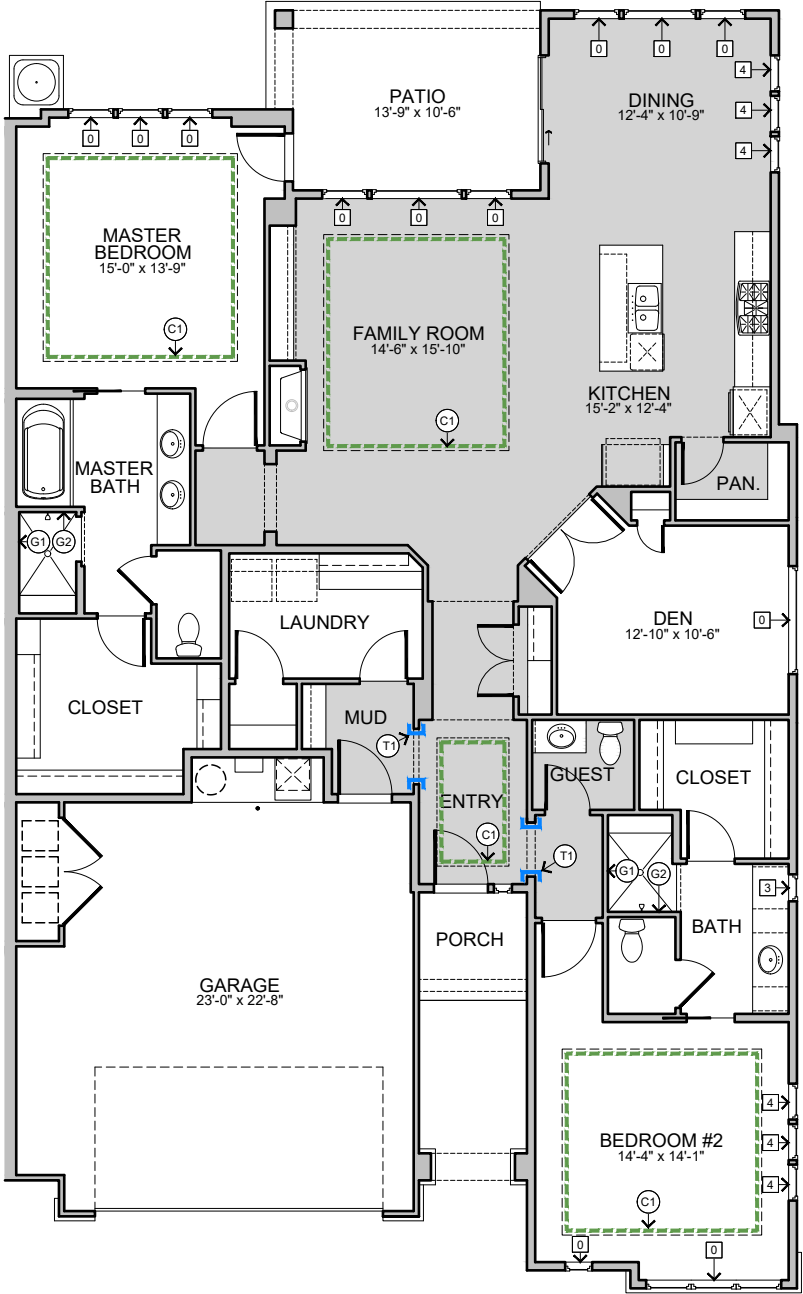 0 0 0
4
4
4
PATIO
13'-9" x 10'-6"
DINING
12'-4" x 10'-9"
0 0 0
0 0 0
MASTER
BEDROOM
15'-0" x 13'-9"
C1
FAMILY ROOM
14'-6" x 15'-10"
C1
KITCHEN
15'-2" x 12'-4"
MASTER
BATH
PAN.
G1 G2
LAUNDRY
DEN
12'-10" x 10'-6"
0
CLOSET
MUD
T1
GUEST
CLOSET
ENTRY
C1
T1
G1 G2
3
BATH
PORCH
GARAGE
23'-0" x 22'-8"
BEDROOM #2
14'-4" x 14'-1"
4
4
4
C1
0
0